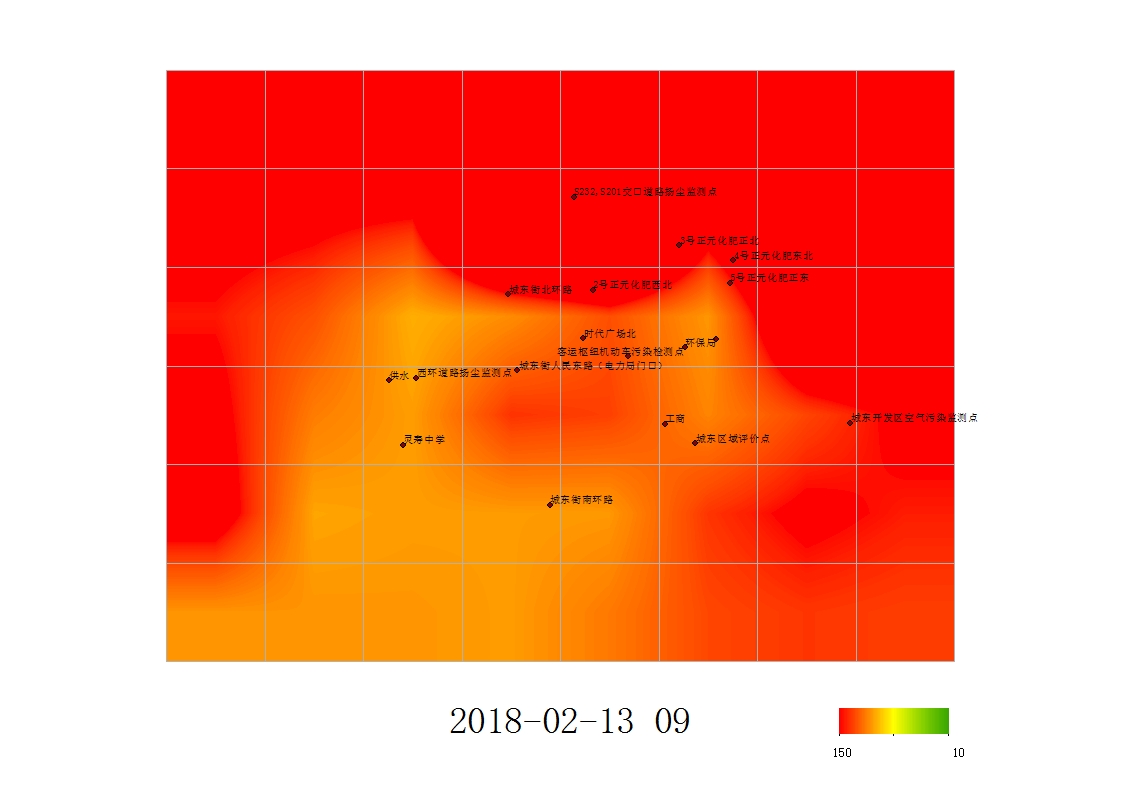 S232,S201交口道路扬尘监测点
3号正元化肥正北
4号正元化肥东北
5号正元化肥正东
2号正元化肥西北
城东街北环路
时代广场北
环保局
客运枢纽机动车污染检测点
城东街人民东路(电力局门口)
西环道路扬尘监测点
供水
工商
城东开发区空气污染监测点
城东区域评价点
灵寿中学
城东街南环路
2018-02-13 09
150
10